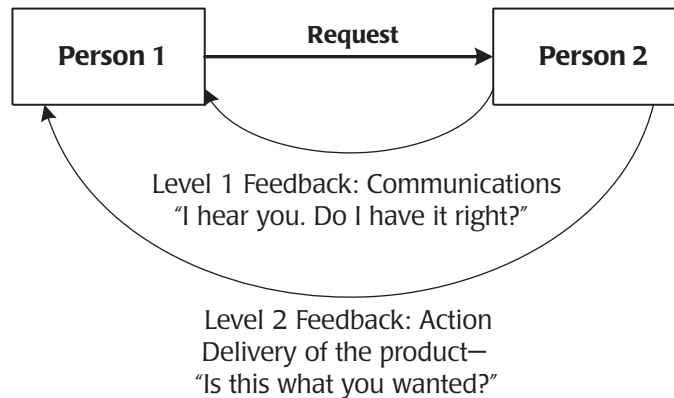 Request
Person 1
Person 2
Level 1 Feedback: Communications
“I hear you. Do I have it right?”
Level 2 Feedback: Action
Delivery of the product—
“Is this what you wanted?”